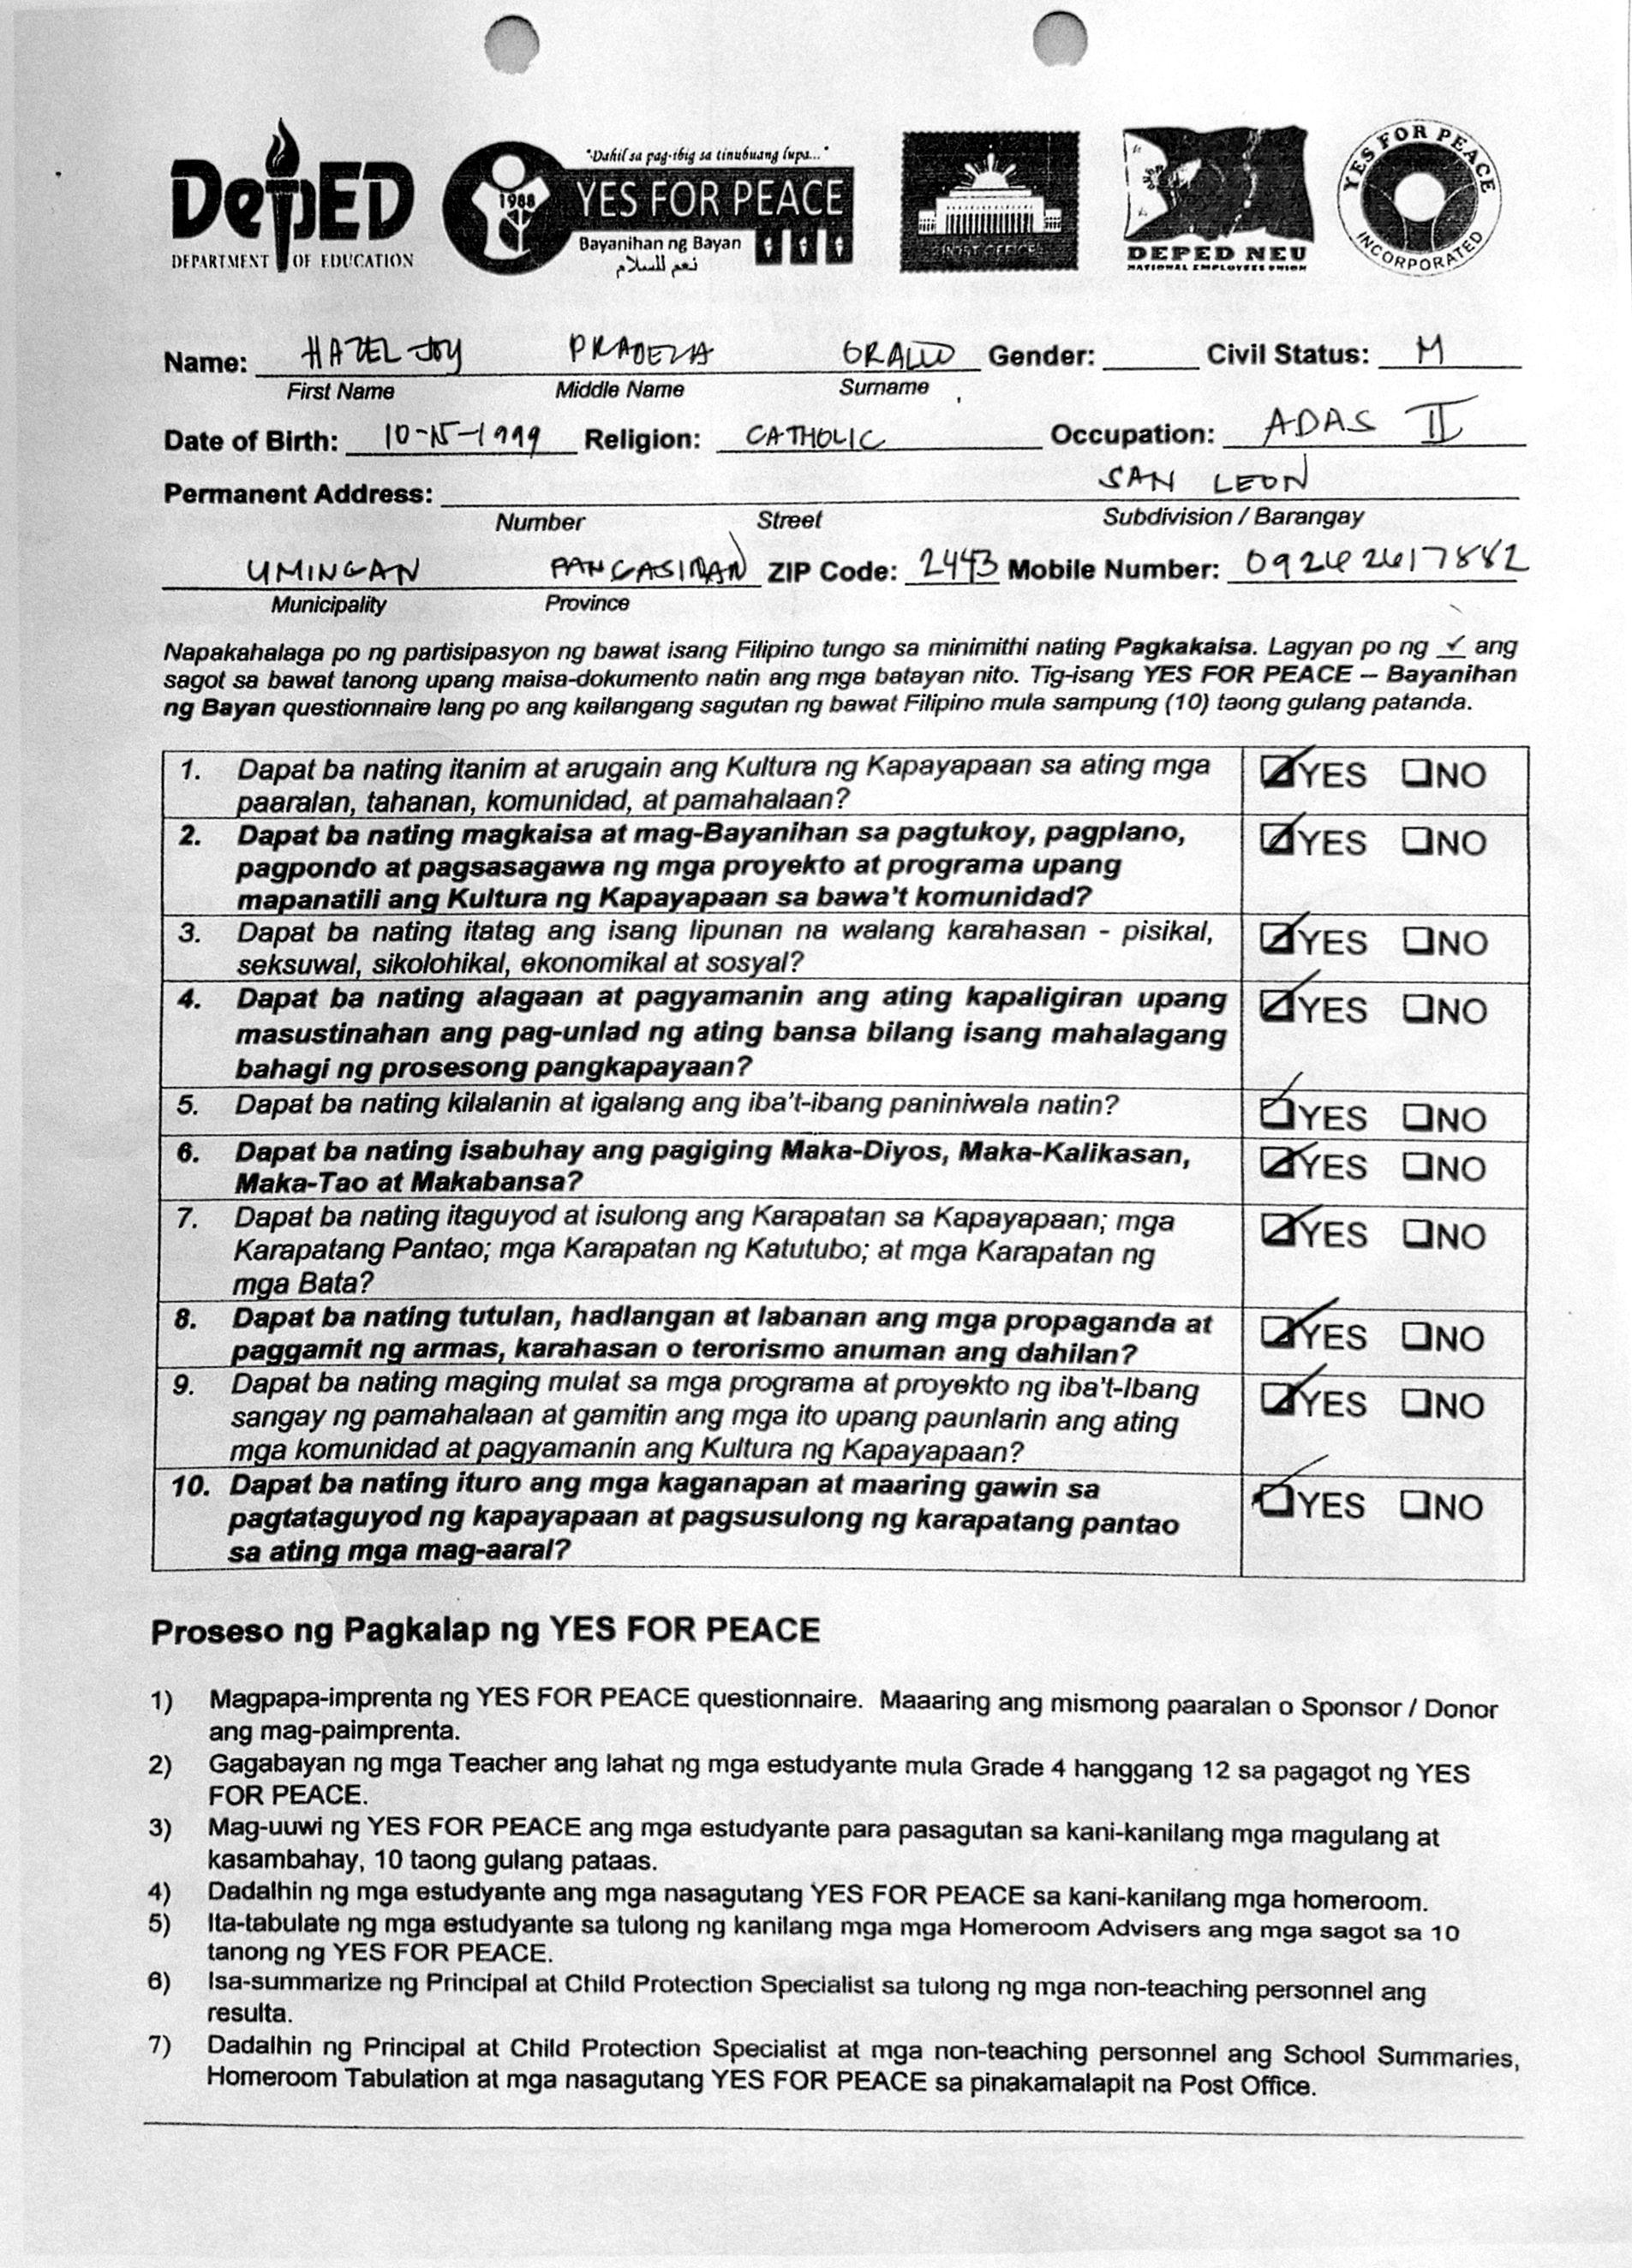 DepED
DEPARTMENT OF EDUCATION
"Dahil sa pag-ibig sa tinubuang lupa..."
1988
YES FOR PEACE
Bayanihan ng Bayan
نعم للسلام
POST OFFICE
DEPED NEU
NATIONAL EMPLOYEES UNION
YES FOR PEACE
INCORPORATED
Name: HAZEL JOY Gender: Civil Status: M
First Name Middle Name Surname
Date of Birth: 1999 Religion: CATHOLIC Occupation: ADAS II
Permanent Address: SAN LEON
Number Street Subdivision / Barangay
UMINGAN PANGASINAN ZIP Code: 2443 Mobile Number:
Municipality Province
Napakahalaga po ng partisipasyon ng bawat isang Filipino tungo sa minimithi nating Pagkakaisa. Lagyan po ng ✓ ang
sagot sa bawat tanong upang maisa-dokumento natin ang mga batayan nito. Tig-isang YES FOR PEACE – Bayanihan
ng Bayan questionnaire lang po ang kailangang sagutan ng bawat Filipino mula sampung (10) taong gulang patanda.
1. Dapat ba nating itanim at arugain ang Kultura ng Kapayapaan sa ating mga
paaralan, tahanan, komunidad, at pamahalaan?
☑YES ☐NO
2. Dapat ba nating magkaisa at mag-Bayanihan sa pagtukoy, pagplano,
pagpondo at pagsasagawa ng mga proyekto at programa upang
mapanatili ang Kultura ng Kapayapaan sa bawa't komunidad?
☑YES ☐NO
3. Dapat ba nating itatag ang isang lipunan na walang karahasan - pisikal,
seksuwal, sikolohikal, ekonomikal at sosyal?
☑YES ☐NO
4. Dapat ba nating alagaan at pagyamanin ang ating kapaligiran upang
masustinahan ang pag-unlad ng ating bansa bilang isang mahalagang
bahagi ng prosesong pangkapayaan?
☑YES ☐NO
5. Dapat ba nating kilalanin at igalang ang iba't-ibang paniniwala natin?
☑YES ☐NO
6. Dapat ba nating isabuhay ang pagiging Maka-Diyos, Maka-Kalikasan,
Maka-Tao at Makabansa?
☑YES ☐NO
7. Dapat ba nating itaguyod at isulong ang Karapatan sa Kapayapaan; mga
Karapatang Pantao; mga Karapatan ng Katutubo; at mga Karapatan ng
mga Bata?
☑YES ☐NO
8. Dapat ba nating tutulan, hadlangan at labanan ang mga propaganda at
paggamit ng armas, karahasan o terorismo anuman ang dahilan?
☑YES ☐NO
9. Dapat ba nating maging mulat sa mga programa at proyekto ng iba't-Ibang
sangay ng pamahalaan at gamitin ang mga ito upang paunlarin ang ating
mga komunidad at pagyamanin ang Kultura ng Kapayapaan?
☑YES ☐NO
10. Dapat ba nating ituro ang mga kaganapan at maaring gawin sa
pagtataguyod ng kapayapaan at pagsusulong ng karapatang pantao
sa ating mga mag-aaral?
☑YES ☐NO
Proseso ng Pagkalap ng YES FOR PEACE
1) Magpapa-imprenta ng YES FOR PEACE questionnaire. Maaaring ang mismong paaralan o Sponsor / Donor
ang mag-paimprenta.
2) Gagabayan ng mga Teacher ang lahat ng mga estudyante mula Grade 4 hanggang 12 sa pagagot ng YES
FOR PEACE.
3) Mag-uuwi ng YES FOR PEACE ang mga estudyante para pasagutan sa kani-kanilang mga magulang at
kasambahay, 10 taong gulang pataas.
4) Dadalhin ng mga estudyante ang mga nasagutang YES FOR PEACE sa kani-kanilang mga homeroom.
5) Ita-tabulate ng mga estudyante sa tulong ng kanilang mga mga Homeroom Advisers ang mga sagot sa 10
tanong ng YES FOR PEACE.
6) Isa-summarize ng Principal at Child Protection Specialist sa tulong ng mga non-teaching personnel ang
resulta.
7) Dadalhin ng Principal at Child Protection Specialist at mga non-teaching personnel ang School Summaries,
Homeroom Tabulation at mga nasagutang YES FOR PEACE sa pinakamalapit na Post Office.